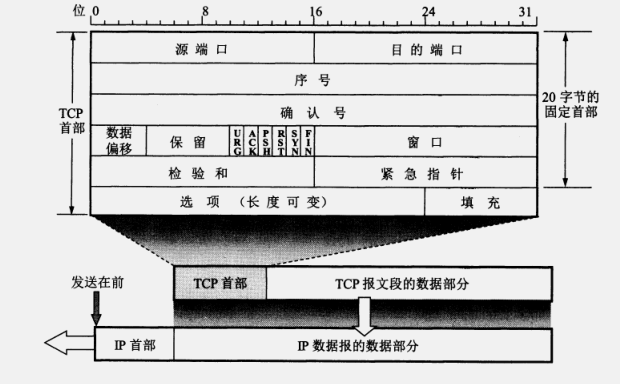 位 0 8 16 24 31
源 端 口 目 的 端 口
序 号
TCP
首部
确 认 号
20 字节的
固定首部
数据
偏移
保 留
URG
ACK
PSH
RST
SYN
FIN
窗 口
检 验 和 紧 急 指 针
选 项 （长 度 可 变） 填 充
发送在前
TCP 首部 TCP 报文段的数据部分
IP 首部 IP 数据报的数据部分